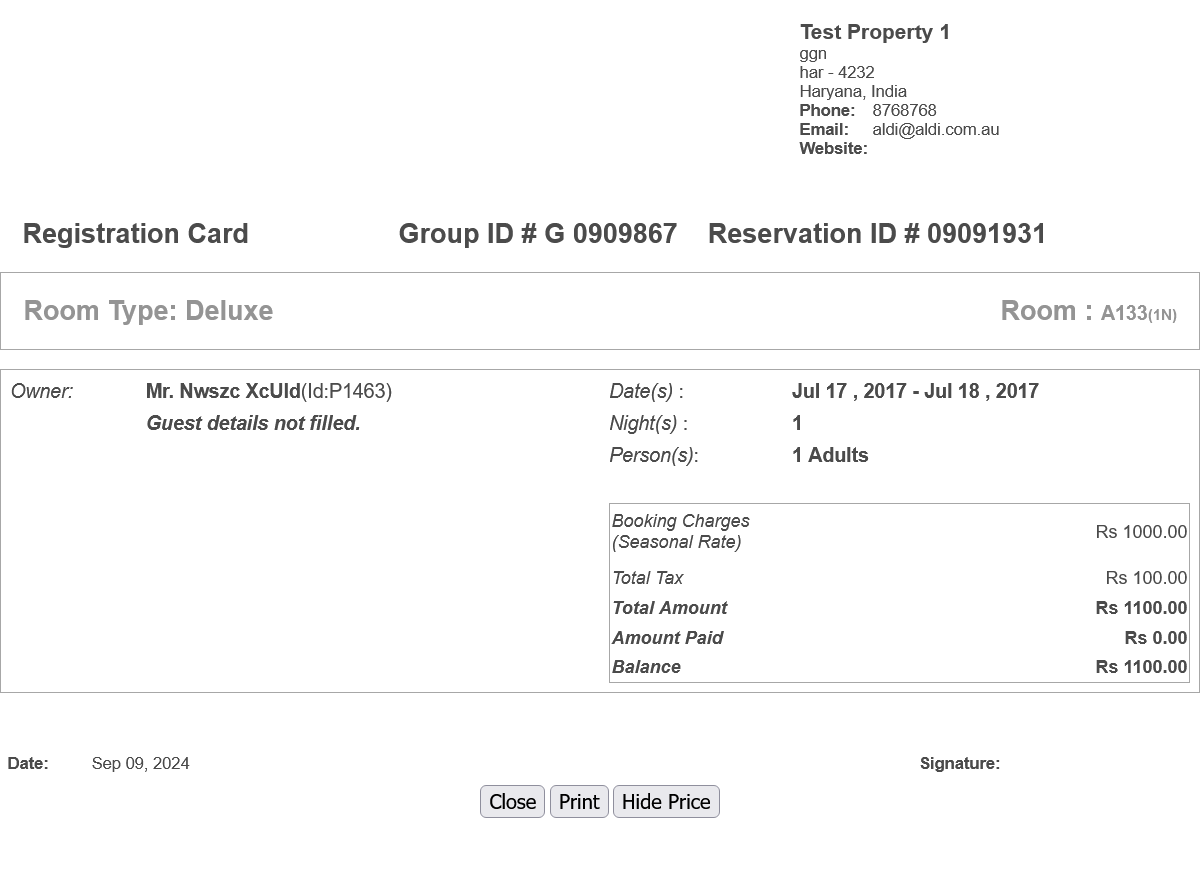 Test Property 1
ggn
har - 4232
Haryana, India
Phone: 8768768
Email: aldi@aldi.com.au
Website:
Registration Card Group ID # G 0909867 Reservation ID # 09091931
Room Type: Deluxe Room : A133(1N)
Owner: Mr. Nwszc XcUld(Id:P1463) Date(s) : Jul 17 , 2017 - Jul 18 , 2017
Guest details not filled. Night(s) : 1
Person(s): 1 Adults
Booking Charges
(Seasonal Rate) Rs 1000.00
Total Tax Rs 100.00
Total Amount Rs 1100.00
Amount Paid Rs 0.00
Balance Rs 1100.00
Date: Sep 09, 2024 Signature:
Close Print Hide Price